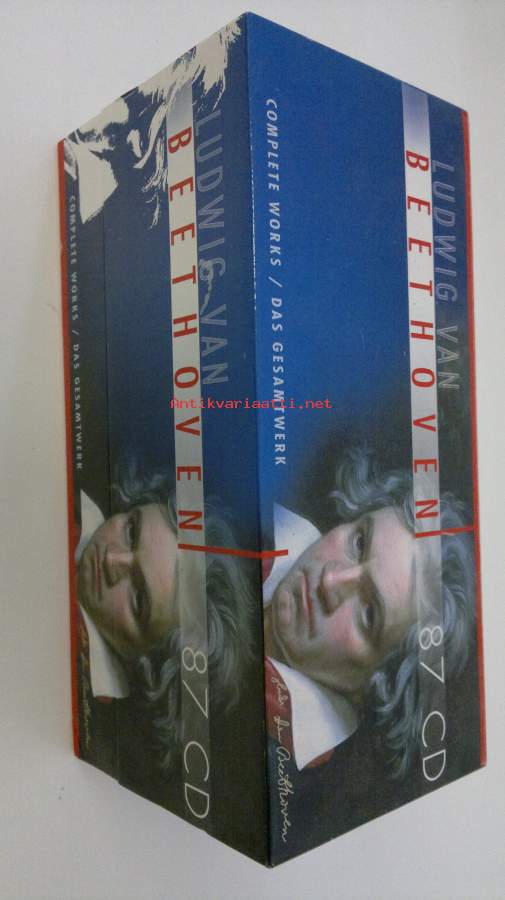 LUDWIG VAN
BEETHOVEN
87 CD
COMPLETE WORKS / DAS GESAMTWERK
LUDWIG VAN
BEETHOVEN
87 CD
COMPLETE WORKS / DAS GESAMTWERK
Beethoven
Antikvariaatti.net